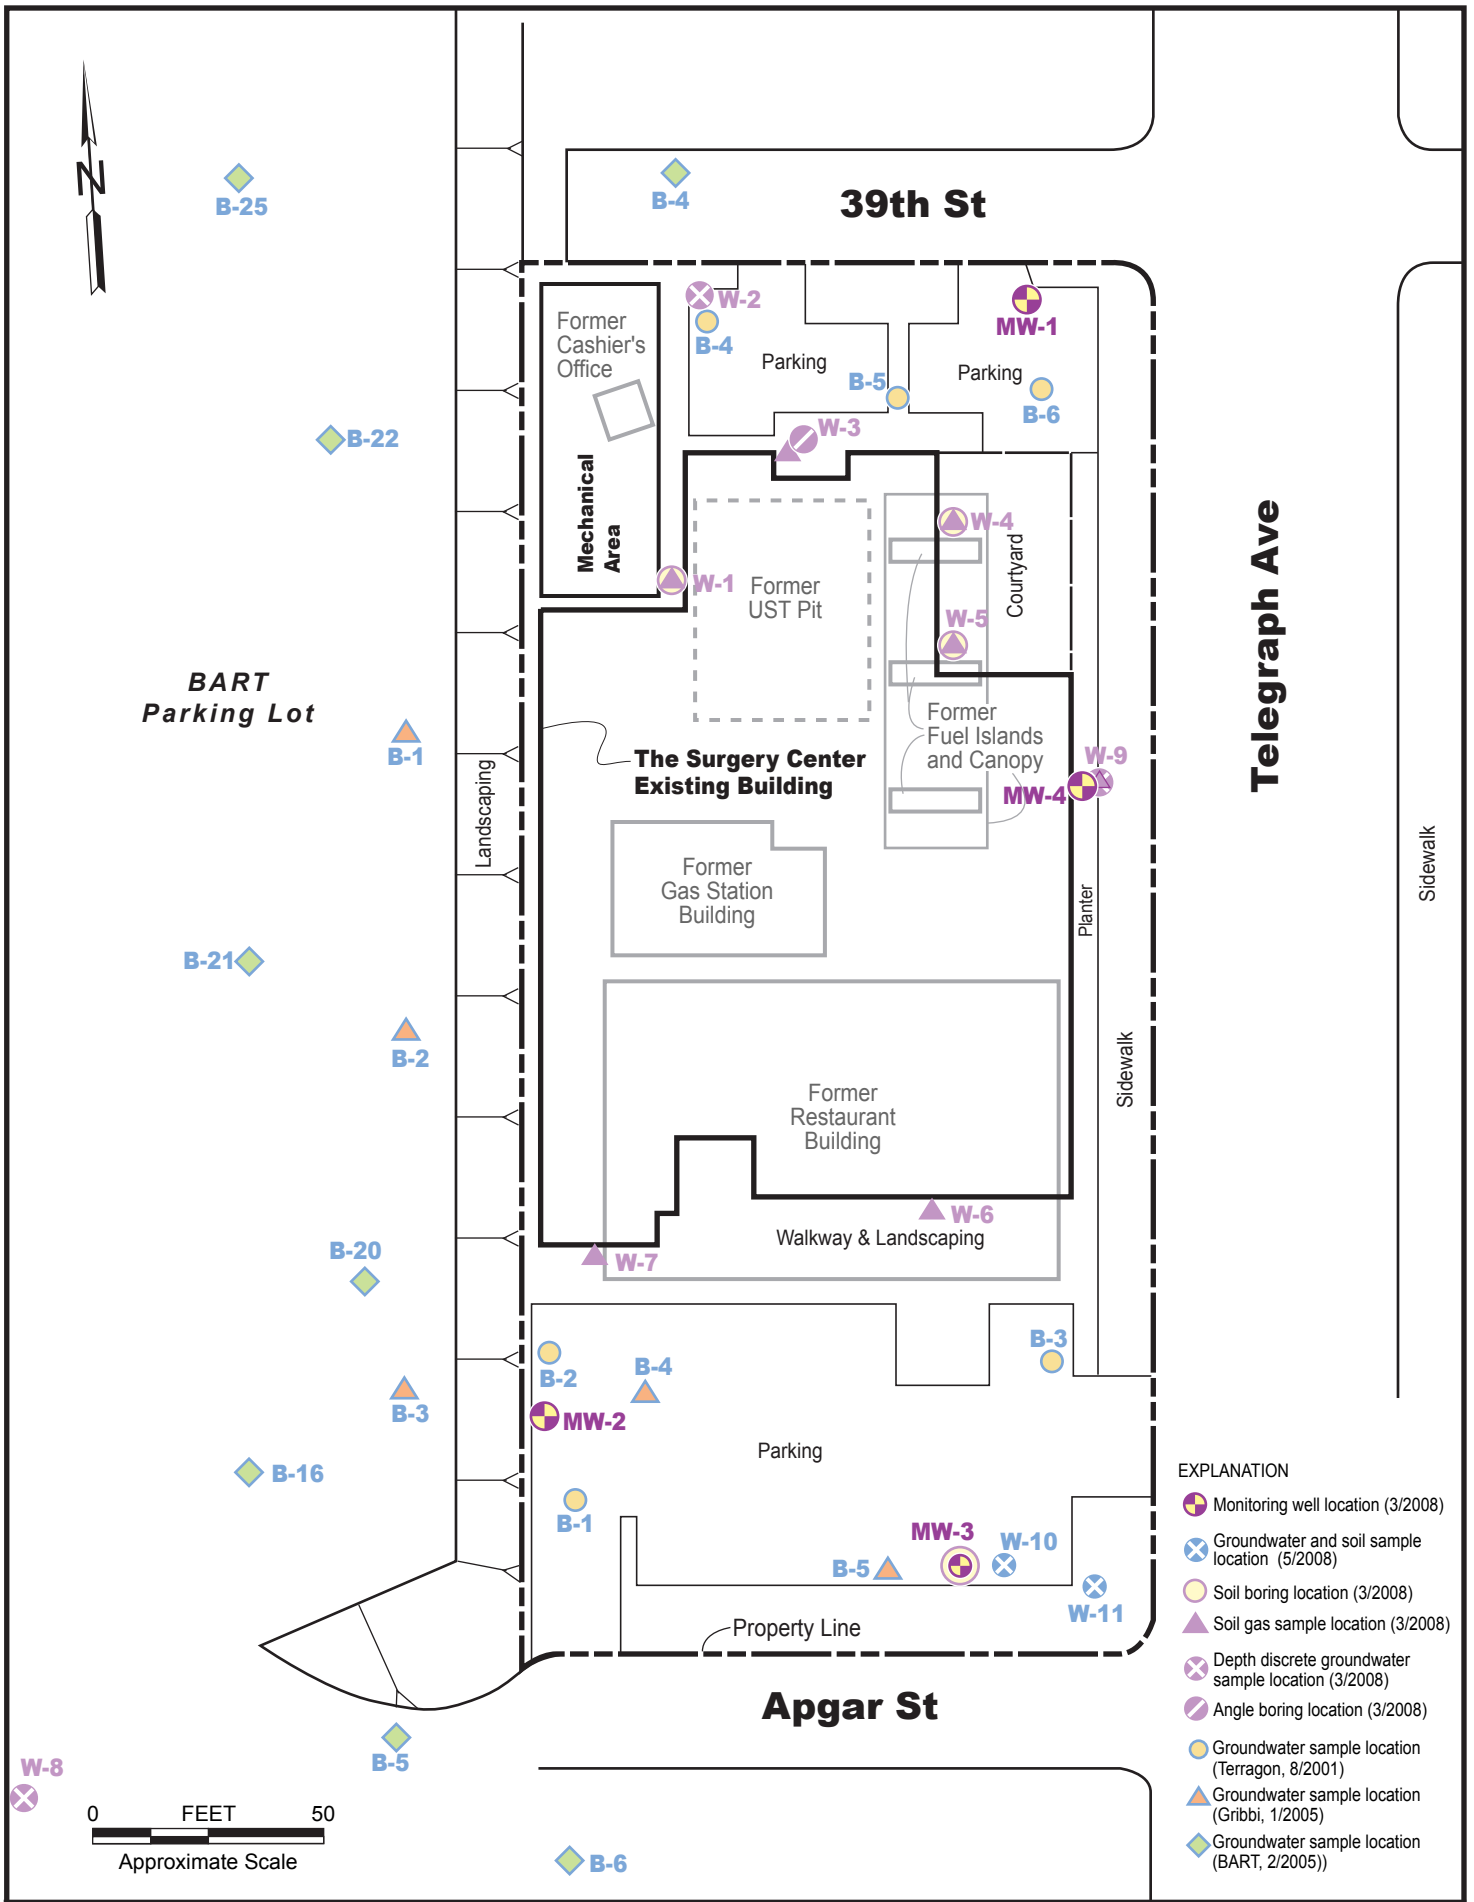 N
B-25
B-4
39th St
W-2
B-4
MW-1
Former
Cashier's
Office
Parking
B-5
Parking
B-6
B-22
W-3
Mechanical
Area
W-4
Courtyard
W-1
Former
UST Pit
W-5
Telegraph Ave
BART
Parking Lot
B-1
Landscaping
The Surgery Center
Existing Building
Former
Fuel Islands
and Canopy
W-9
MW-4
Former
Gas Station
Building
Planter
Sidewalk
B-21
B-2
Former
Restaurant
Building
Sidewalk
W-6
Walkway & Landscaping
B-20
W-7
B-3
B-2
B-4
B-3
MW-2
Parking
B-16
B-1
MW-3
W-10
B-5
W-11
Property Line
Apgar St
B-5
W-8
0 FEET 50
Approximate Scale
B-6
EXPLANATION
Monitoring well location (3/2008)
Groundwater and soil sample
location (5/2008)
Soil boring location (3/2008)
Soil gas sample location (3/2008)
Depth discrete groundwater
sample location (3/2008)
Angle boring location (3/2008)
Groundwater sample location
(Terragon, 8/2001)
Groundwater sample location
(Gribbi, 1/2005)
Groundwater sample location
(BART, 2/2005))